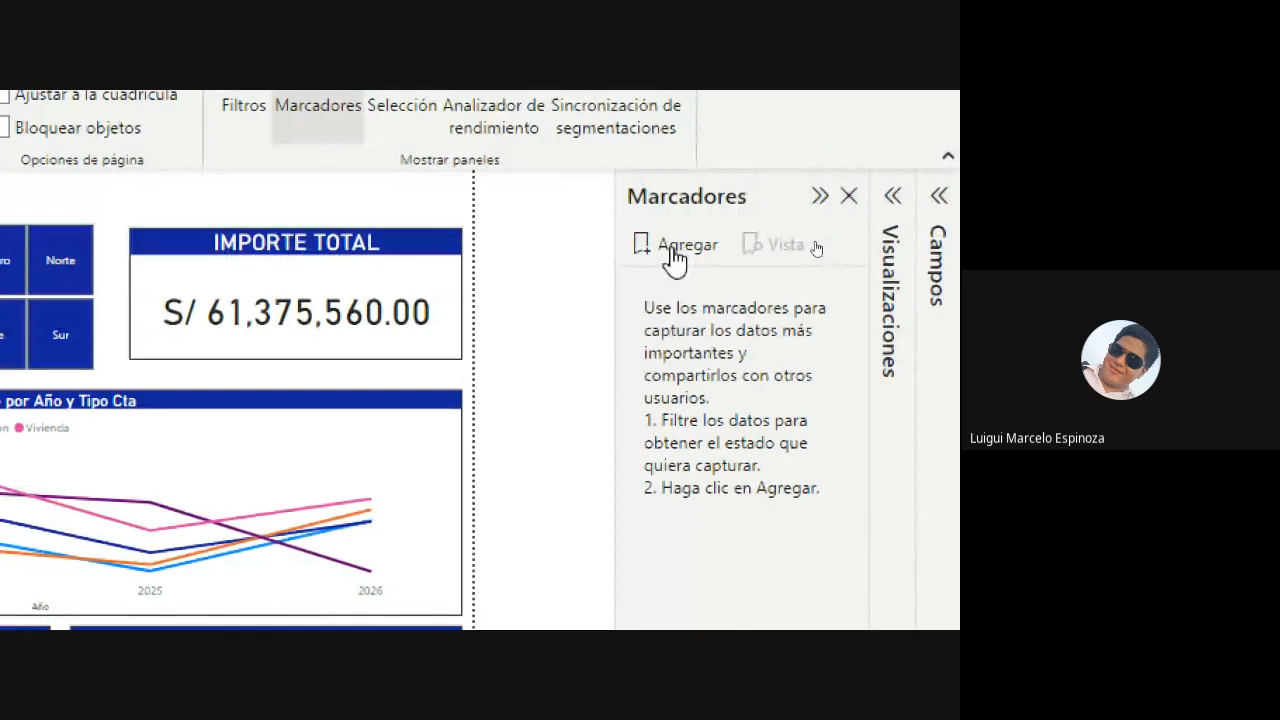 Ajustar a la cuadrícula
Bloquear objetos
Opciones de página
Filtros
Marcadores
Selección
Analizador de
rendimiento
Sincronización de
segmentaciones
Mostrar paneles
Norte
Sur
IMPORTE TOTAL
S/ 61,375,560.00
por Año y Tipo Cta
Vivienda
2025
2026
Año
Marcadores
Agregar
Vista
Use los marcadores para
capturar los datos más
importantes y
compartirlos con otros
usuarios.
1. Filtre los datos para
obtener el estado que
quiera capturar.
2. Haga clic en Agregar.
Visualizaciones
Campos
Luigui Marcelo Espinoza